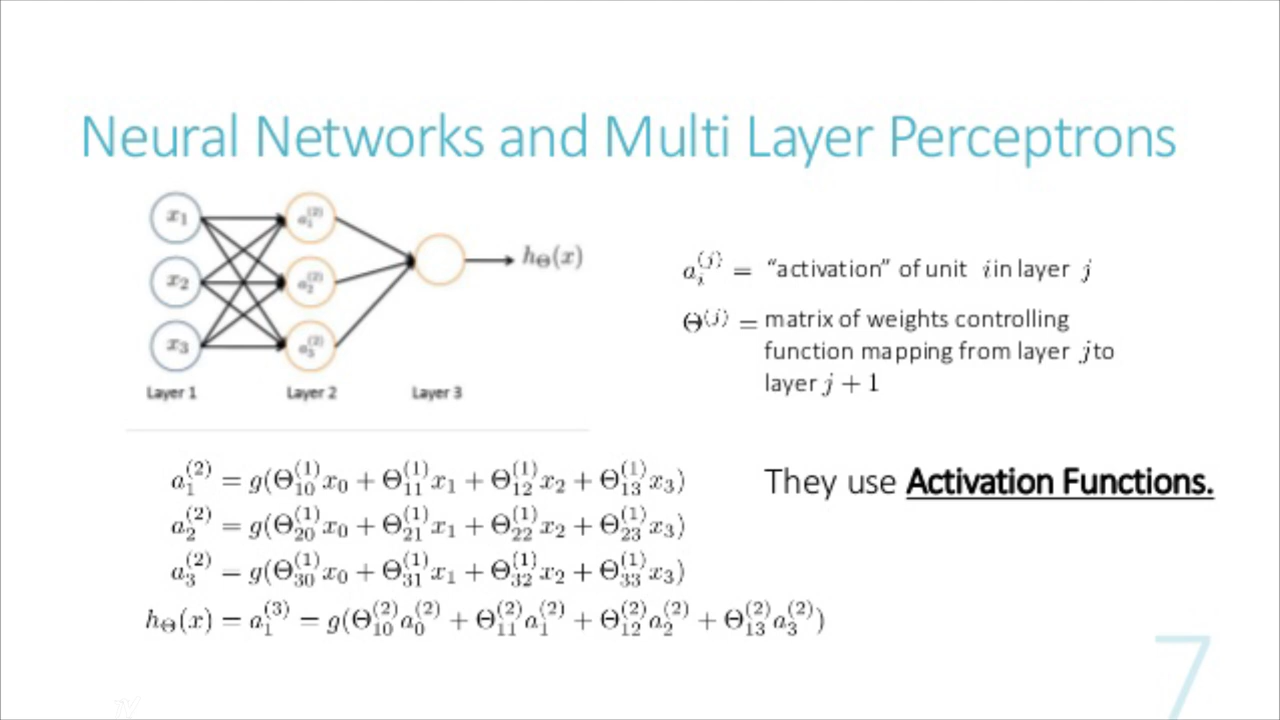 Neural Networks and Multi Layer Perceptrons
x₁
x₂
x₃
a₁⁽²⁾
a₂⁽²⁾
a₃⁽²⁾
h_Θ(x)
Layer 1 Layer 2 Layer 3
a_i^(j) = “activation” of unit i in layer j
Θ^(j) = matrix of weights controlling
function mapping from layer j to
layer j + 1
They use Activation Functions.
a₁⁽²⁾ = g(Θ₁₀⁽¹⁾x₀ + Θ₁₁⁽¹⁾x₁ + Θ₁₂⁽¹⁾x₂ + Θ₁₃⁽¹⁾x₃)
a₂⁽²⁾ = g(Θ₂₀⁽¹⁾x₀ + Θ₂₁⁽¹⁾x₁ + Θ₂₂⁽¹⁾x₂ + Θ₂₃⁽¹⁾x₃)
a₃⁽²⁾ = g(Θ₃₀⁽¹⁾x₀ + Θ₃₁⁽¹⁾x₁ + Θ₃₂⁽¹⁾x₂ + Θ₃₃⁽¹⁾x₃)
h_Θ(x) = a₁⁽³⁾ = g(Θ₁₀⁽²⁾a₀⁽²⁾ + Θ₁₁⁽²⁾a₁⁽²⁾ + Θ₁₂⁽²⁾a₂⁽²⁾ + Θ₁₃⁽²⁾a₃⁽²⁾)
7